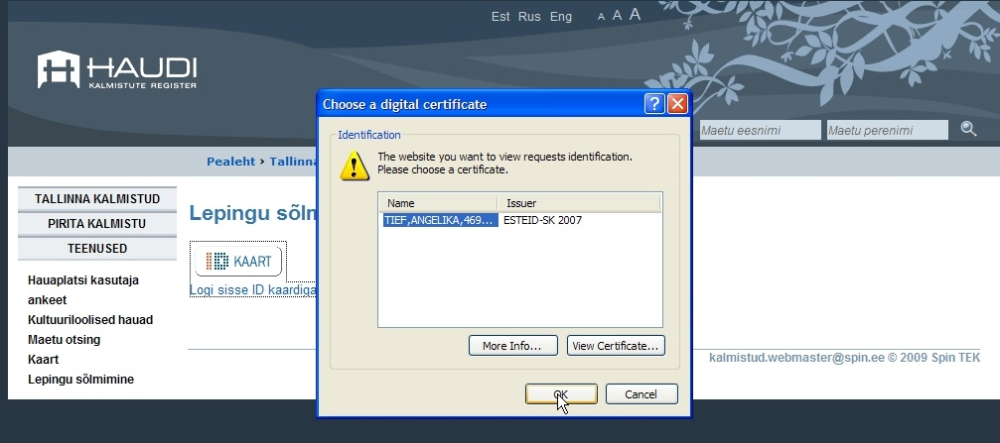 Est Rus Eng A A A
HAUDI
KALMISTUTE REGISTER
Maetu eesnimi Maetu perenimi
Pealeht › Tallinna
TALLINNA KALMISTUD
PIRITA KALMISTU
TEENUSED
Hauaplatsi kasutaja
ankeet
Kultuuriloolised hauad
Maetu otsing
Kaart
Lepingu sõlmimine
Lepingu sõlm
ID KAART
Logi sisse ID kaardiga
Choose a digital certificate
Identification
The website you want to view requests identification.
Please choose a certificate.
Name Issuer
TIEF,ANGELIKA,469... ESTEID-SK 2007
More Info... View Certificate...
OK Cancel
kalmistud.webmaster@spin.ee © 2009 Spin TEK